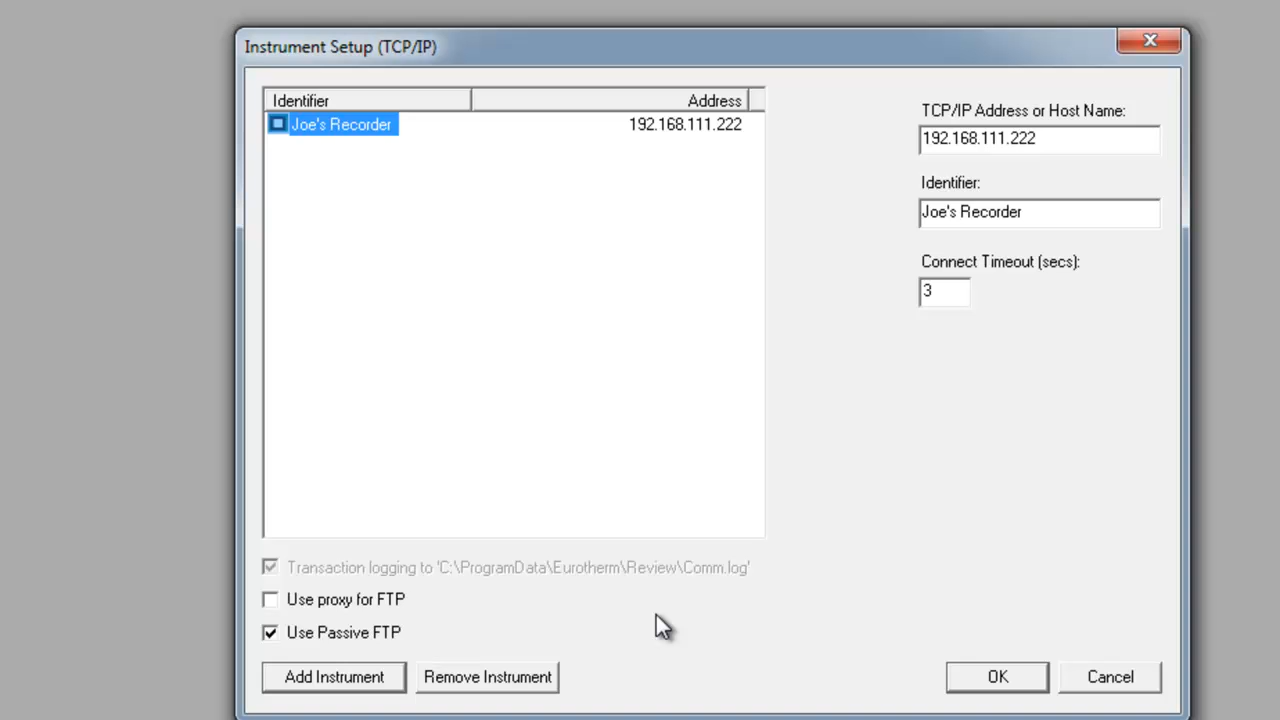 Instrument Setup (TCP/IP)
Identifier Address
Joe's Recorder 192.168.111.222
TCP/IP Address or Host Name:
192.168.111.222
Identifier:
Joe's Recorder
Connect Timeout (secs):
3
Transaction logging to 'C:\ProgramData\Eurotherm\Review\Comm.log'
Use proxy for FTP
Use Passive FTP
Add Instrument Remove Instrument OK Cancel